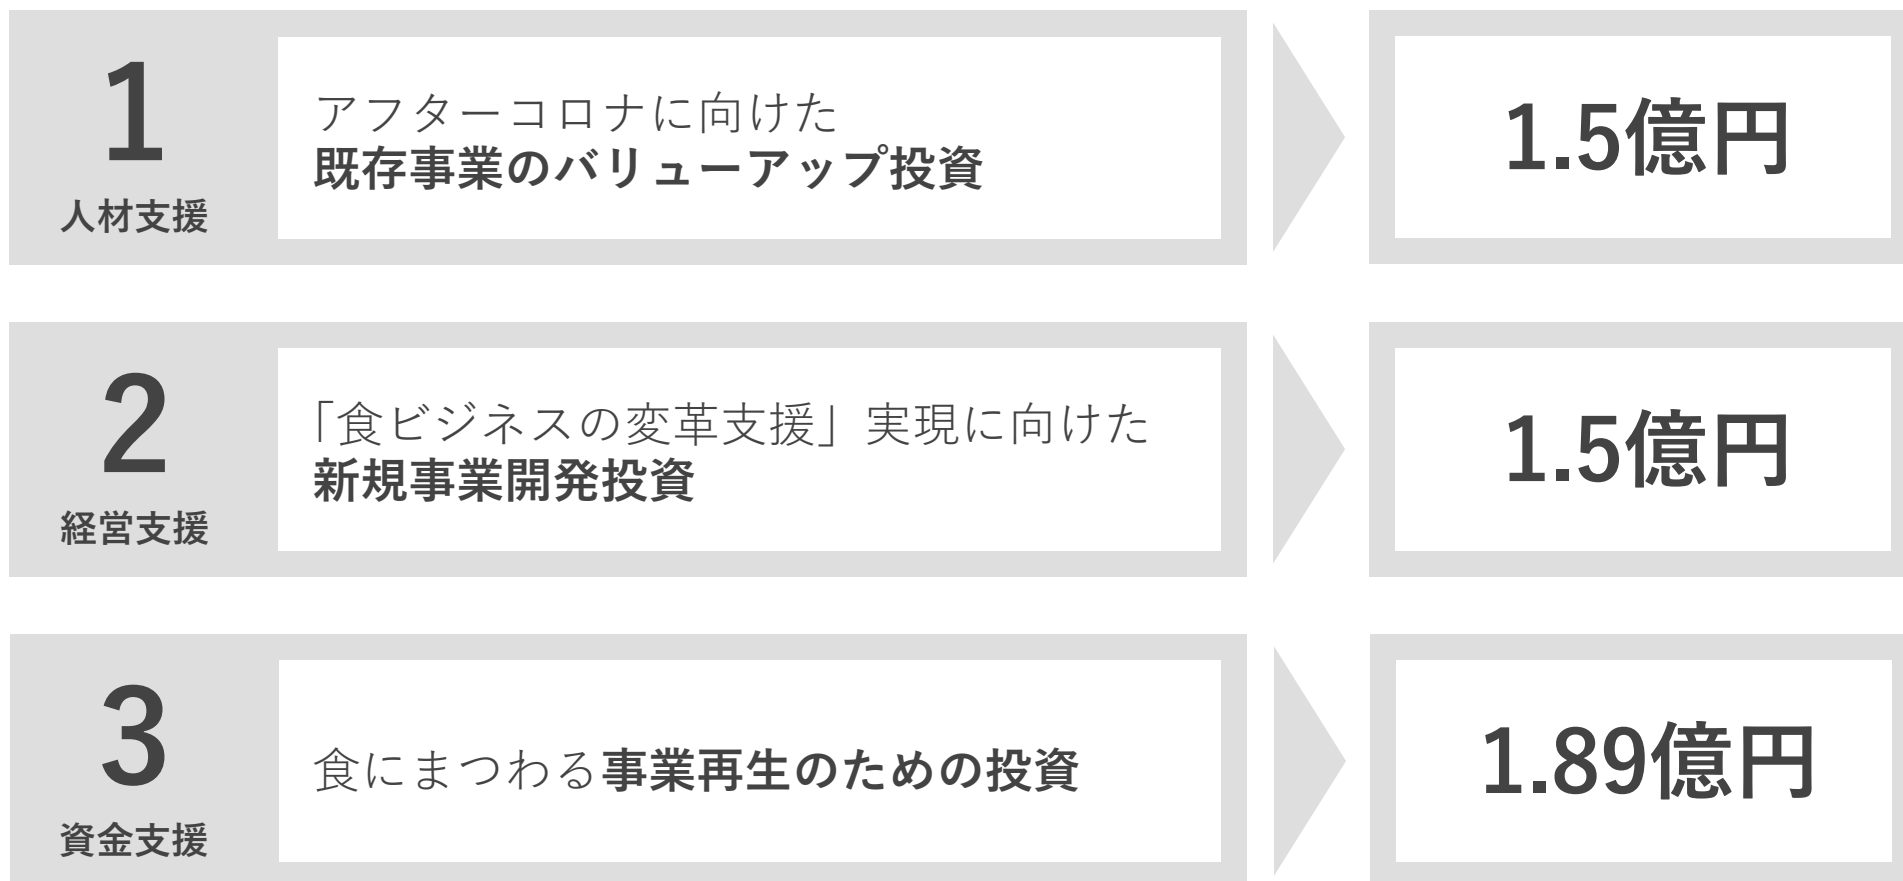 1
人材支援
アフターコロナに向けた
既存事業のバリューアップ投資
1.5億円
2
経営支援
「食ビジネスの変革支援」実現に向けた
新規事業開発投資
1.5億円
3
資金支援
食にまつわる事業再生のための投資
1.89億円